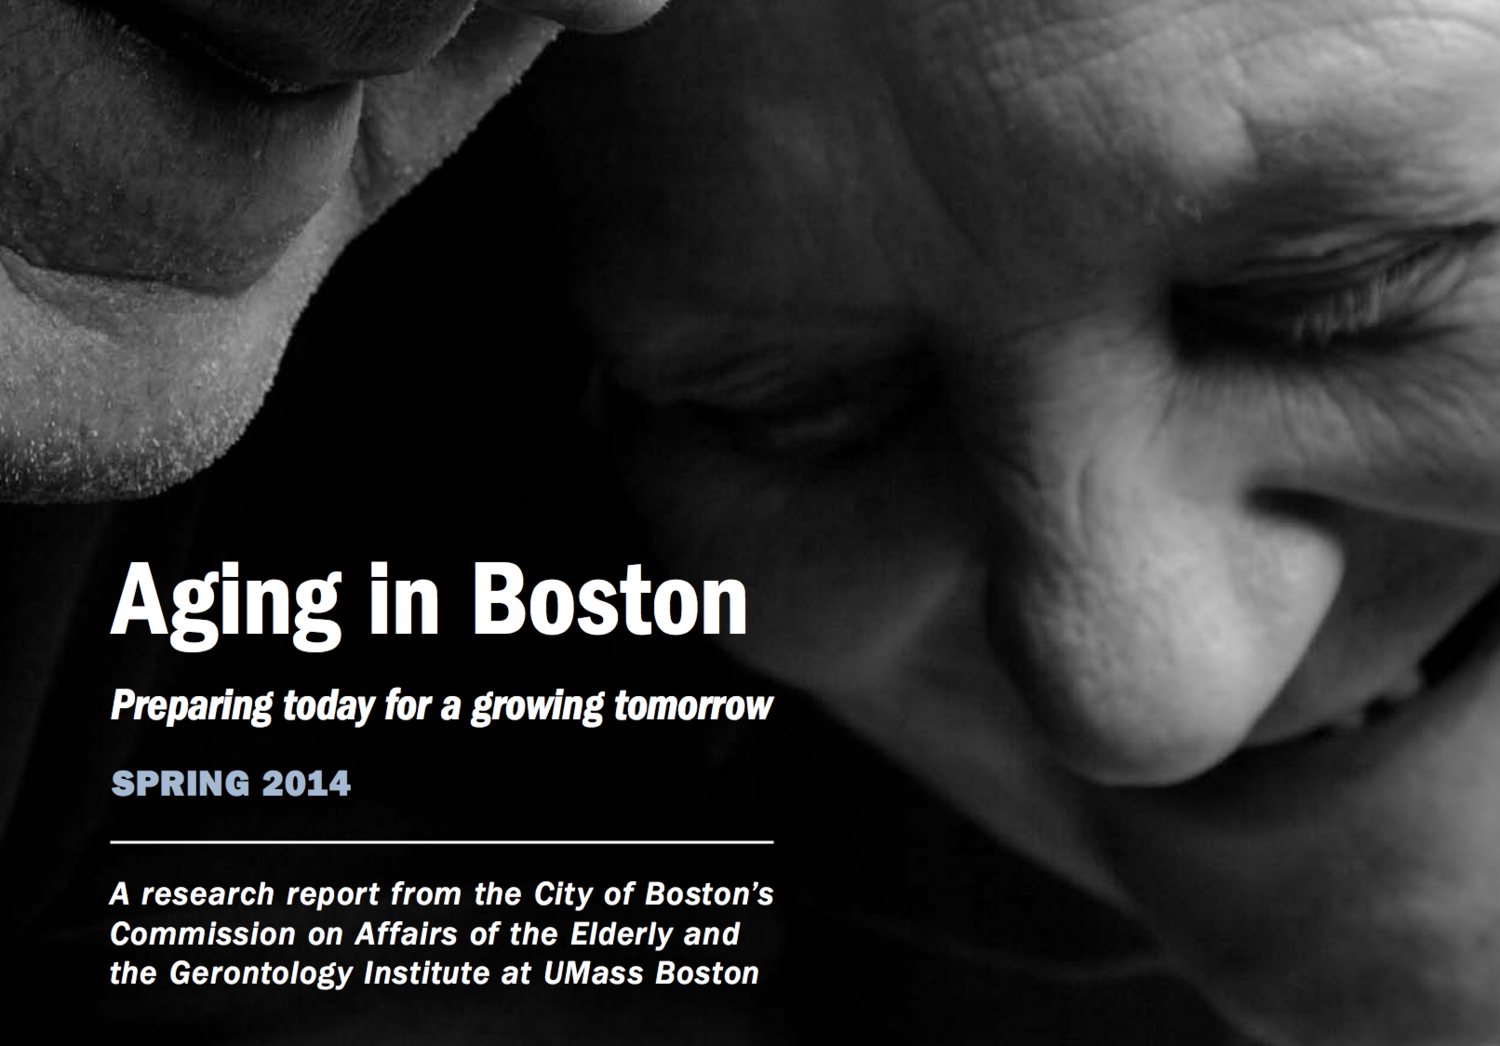 Aging in Boston
Preparing today for a growing tomorrow
SPRING 2014
A research report from the City of Boston’s
Commission on Affairs of the Elderly and
the Gerontology Institute at UMass Boston